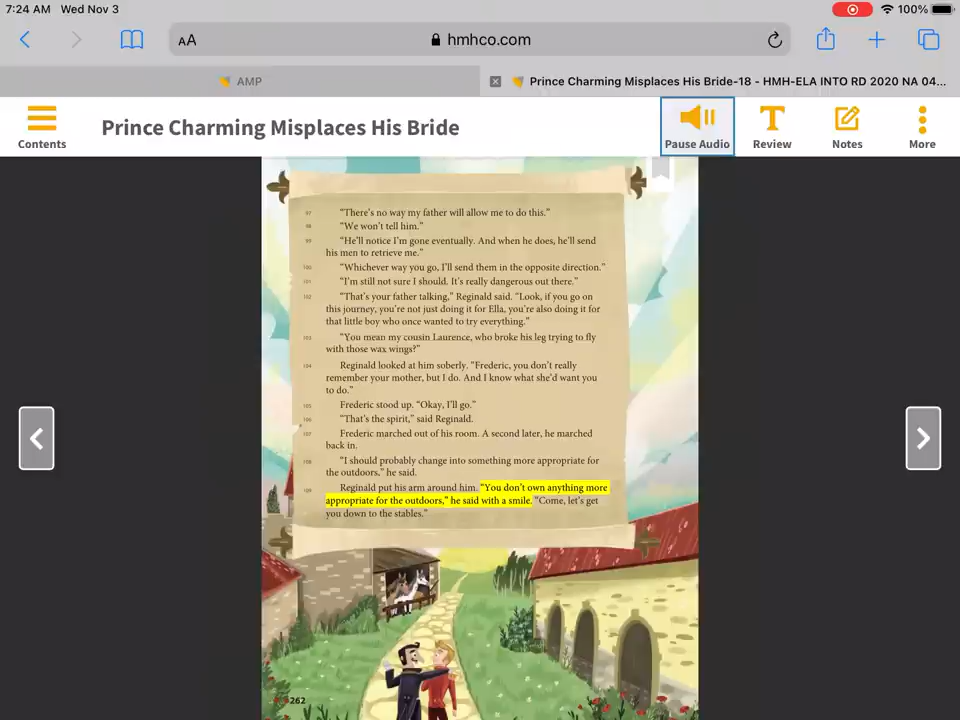 7:24 AM Wed Nov 3
100%
AA
hmhco.com
AMP
Prince Charming Misplaces His Bride-18 - HMH-ELA INTO RD 2020 NA 04...
Contents
Prince Charming Misplaces His Bride
Pause Audio
Review
Notes
More
97 “There’s no way my father will allow me to do this.”
98 “We won’t tell him.”
99 “He’ll notice I’m gone eventually. And when he does, he’ll send
his men to retrieve me.”
100 “Whichever way you go, I’ll send them in the opposite direction.”
101 “I’m still not sure I should. It’s really dangerous out there.”
102 “That’s your father talking,” Reginald said. “Look, if you go on
this journey, you’re not just doing it for Ella, you’re also doing it for
that little boy who once wanted to try everything.”
103 “You mean my cousin Laurence, who broke his leg trying to fly
with those wax wings?”
104 Reginald looked at him soberly. “Frederic, you don’t really
remember your mother, but I do. And I know what she’d want you
to do.”
105 Frederic stood up. “Okay, I’ll go.”
106 “That’s the spirit,” said Reginald.
107 Frederic marched out of his room. A second later, he marched
back in.
108 “I should probably change into something more appropriate for
the outdoors,” he said.
109 Reginald put his arm around him. “You don’t own anything more
appropriate for the outdoors,” he said with a smile. “Come, let’s get
you down to the stables.”
262